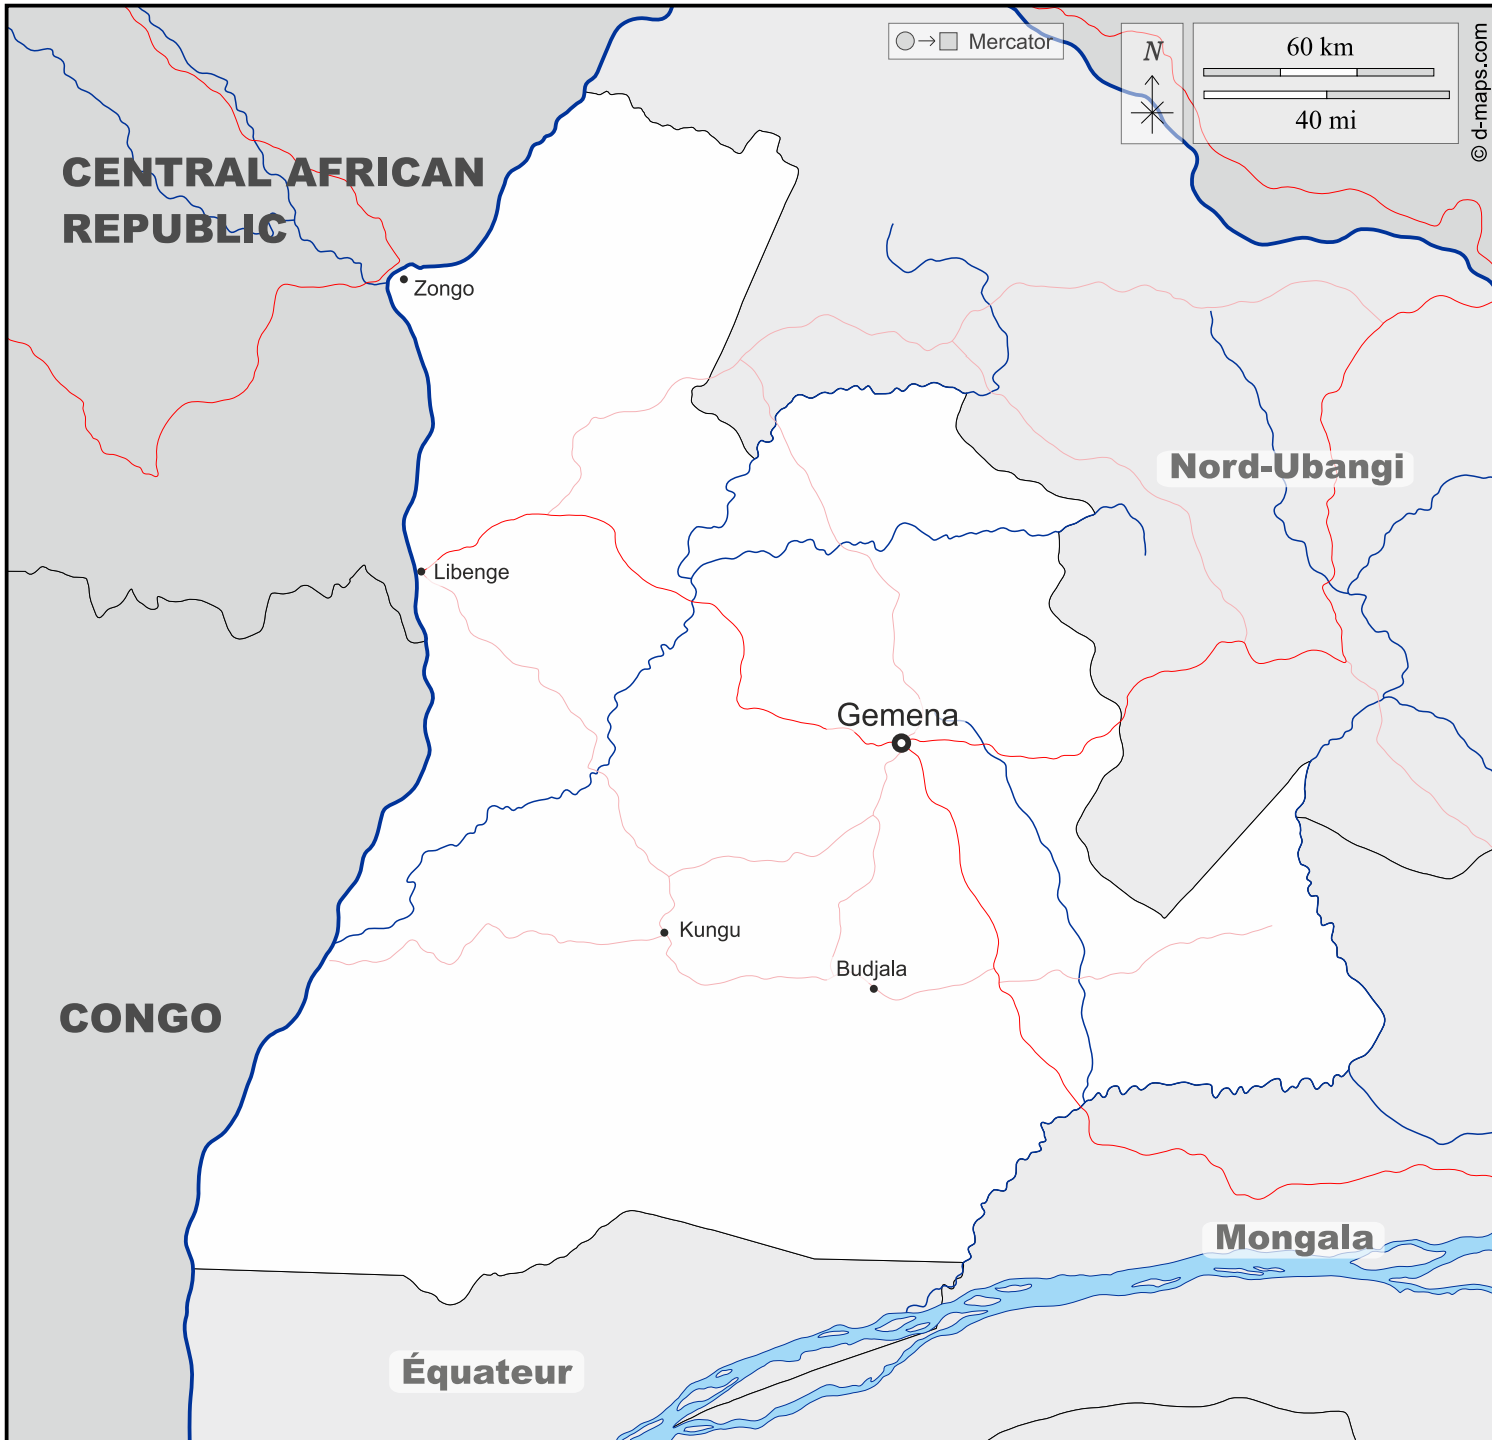 Mercator
N
60 km
40 mi
© d-maps.com
CENTRAL AFRICAN
REPUBLIC
Zongo
Nord-Ubangi
Libenge
Gemena
Kungu
Budjala
CONGO
Mongala
Équateur